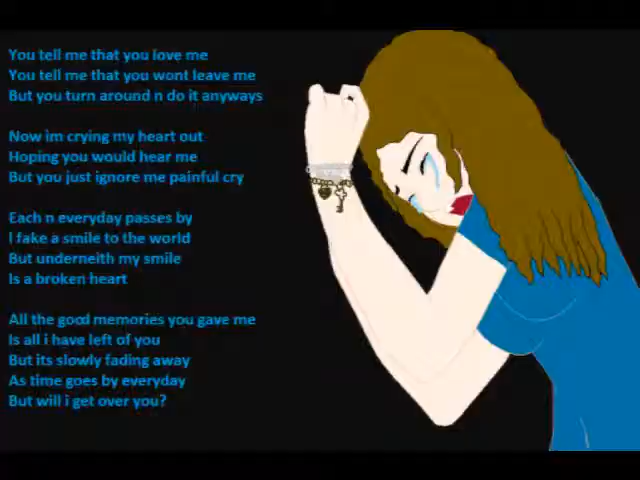 You tell me that you love me
You tell me that you wont leave me
But you turn around n do it anyways
Now im crying my heart out
Hoping you would hear me
But you just ignore me painful cry
Each n everyday passes by
I fake a smile to the world
But underneith my smile
Is a broken heart
All the good memories you gave me
Is all i have left of you
But its slowly fading away
As time goes by everyday
But will i get over you?